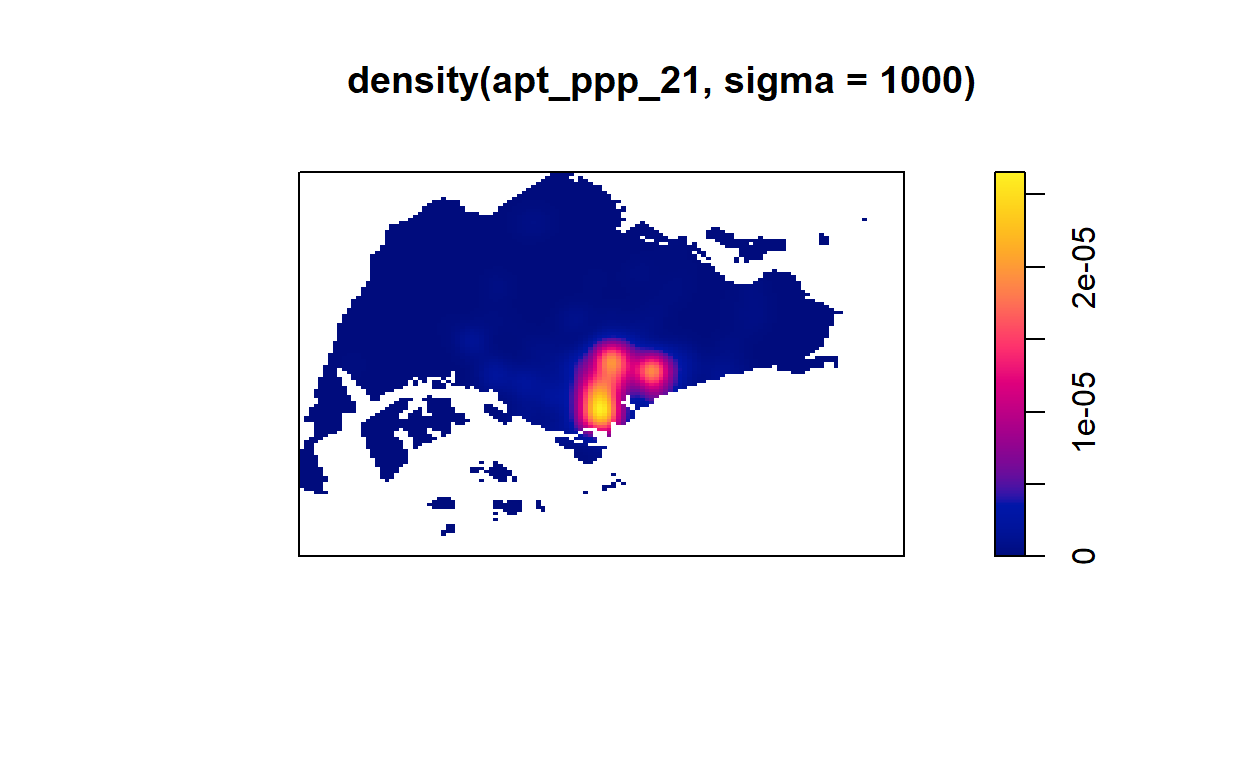 density(apt_ppp_21, sigma = 1000)
2e-05
1e-05
0